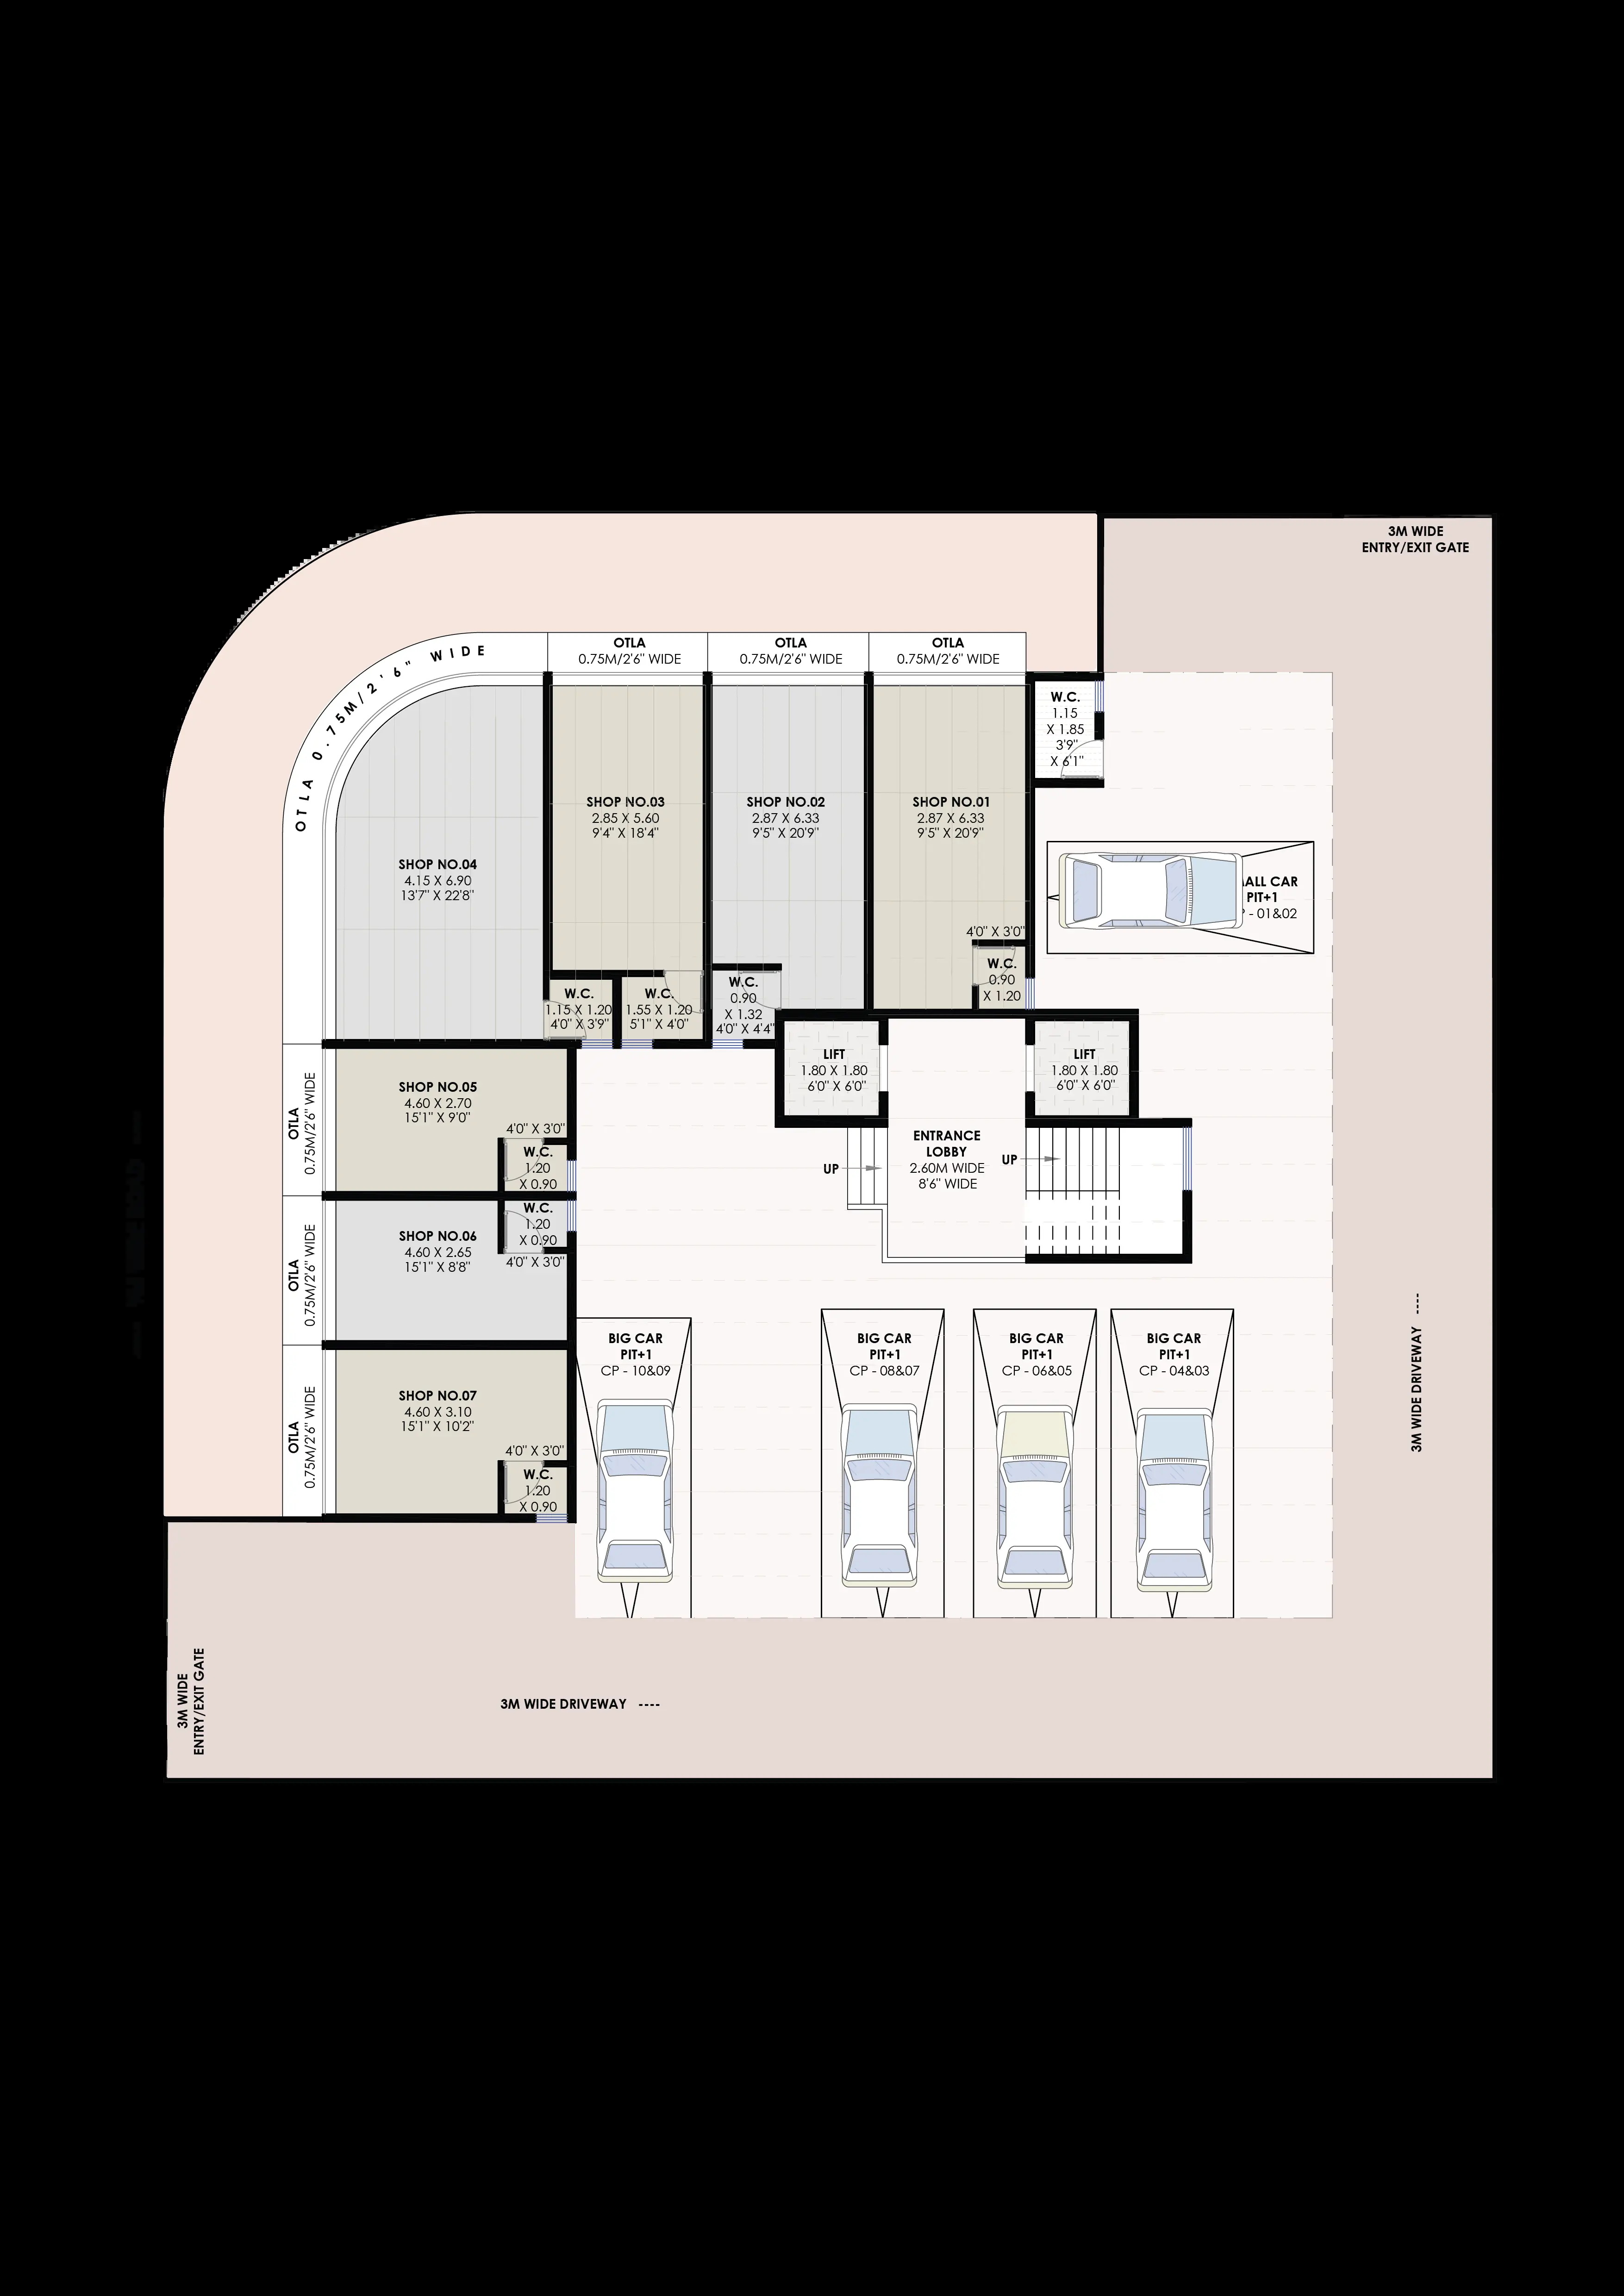 3M WIDE
ENTRY/EXIT GATE
OTLA
0.75M/2'6" WIDE
OTLA
0.75M/2'6" WIDE
OTLA
0.75M/2'6" WIDE
OTLA 0.75M/2'6" WIDE
W.C.
1.15
X 1.85
3'9"
X 6'1"
SHOP NO.03
2.85 X 5.60
9'4" X 18'4"
SHOP NO.02
2.87 X 6.33
9'5" X 20'9"
SHOP NO.01
2.87 X 6.33
9'5" X 20'9"
SHOP NO.04
4.15 X 6.90
13'7" X 22'8"
CAR
PIT+1
- 01&02
4'0" X 3'0"
W.C.
0.90
X 1.20
W.C.
1.15 X 1.20
4'0" X 3'9"
W.C.
1.55 X 1.20
5'1" X 4'0"
W.C.
0.90
X 1.32
4'0" X 4'4"
LIFT
1.80 X 1.80
6'0" X 6'0"
LIFT
1.80 X 1.80
6'0" X 6'0"
OTLA
0.75M/2'6" WIDE
SHOP NO.05
4.60 X 2.70
15'1" X 9'0"
4'0" X 3'0"
W.C.
1.20
X 0.90
ENTRANCE
LOBBY
2.60M WIDE
8'6" WIDE
UP
UP
OTLA
0.75M/2'6" WIDE
SHOP NO.06
4.60 X 2.65
15'1" X 8'8"
W.C.
1.20
X 0.90
4'0" X 3'0"
OTLA
0.75M/2'6" WIDE
SHOP NO.07
4.60 X 3.10
15'1" X 10'2"
4'0" X 3'0"
W.C.
1.20
X 0.90
BIG CAR
PIT+1
CP - 10&09
BIG CAR
PIT+1
CP - 08&07
BIG CAR
PIT+1
CP - 06&05
BIG CAR
PIT+1
CP - 04&03
3M WIDE DRIVEWAY ----
3M WIDE
ENTRY/EXIT GATE
3M WIDE DRIVEWAY ----